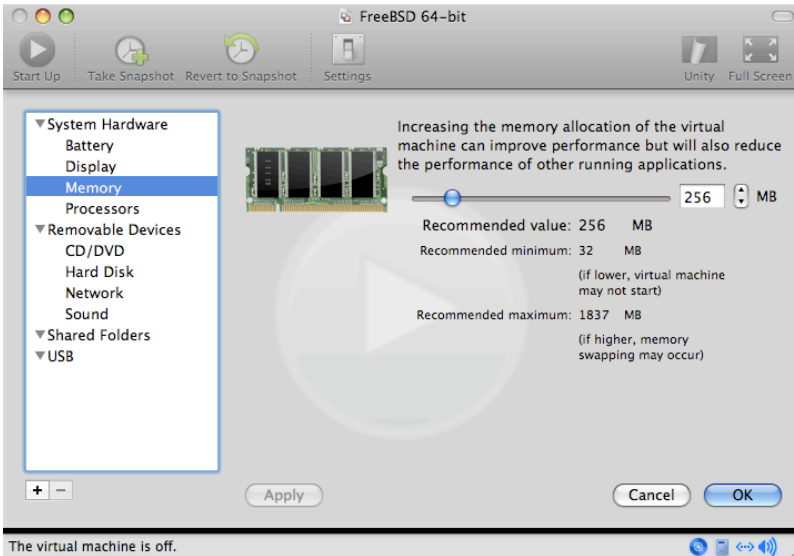 FreeBSD 64-bit
Start Up Take Snapshot Revert to Snapshot Settings Unity Full Screen
System Hardware
Battery
Display
Memory
Processors
Removable Devices
CD/DVD
Hard Disk
Network
Sound
Shared Folders
USB
Increasing the memory allocation of the virtual
machine can improve performance but will also reduce
the performance of other running applications.
256 MB
Recommended value: 256 MB
Recommended minimum: 32 MB
(if lower, virtual machine
may not start)
Recommended maximum: 1837 MB
(if higher, memory
swapping may occur)
+ −
Apply Cancel OK
The virtual machine is off.